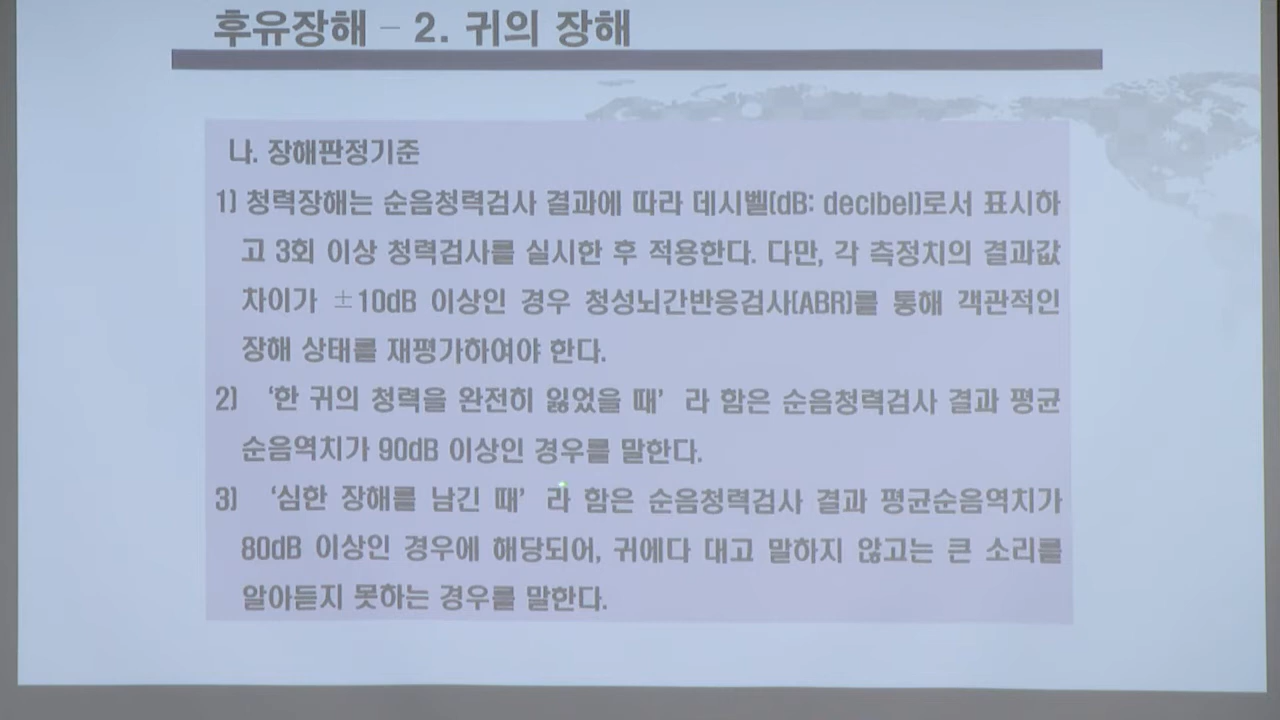 후유장해 – 2. 귀의 장해
나. 장해판정기준
1) 청력장해는 순음청력검사 결과에 따라 데시벨(dB: decibel)로서 표시하
고 3회 이상 청력검사를 실시한 후 적용한다. 다만, 각 측정치의 결과값
차이가 ±10dB 이상인 경우 청성뇌간반응검사(ABR)를 통해 객관적인
장해 상태를 재평가하여야 한다.
2) ‘한 귀의 청력을 완전히 잃었을 때’라 함은 순음청력검사 결과 평균
순음역치가 90dB 이상인 경우를 말한다.
3) ‘심한 장해를 남긴 때’라 함은 순음청력검사 결과 평균순음역치가
80dB 이상인 경우에 해당되어, 귀에다 대고 말하지 않고는 큰 소리를
알아듣지 못하는 경우를 말한다.